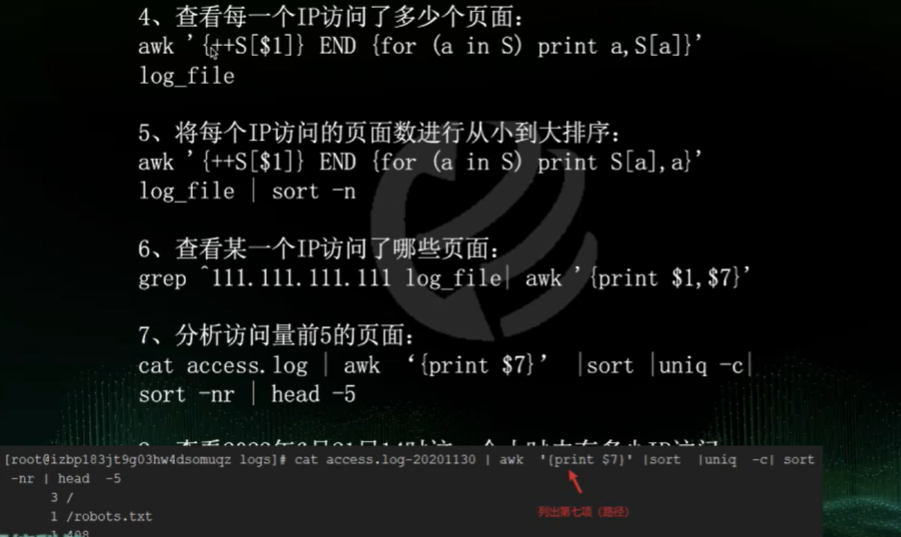 4、查看每一个IP访问了多少个页面:
awk '{++S[$1]} END {for (a in S) print a,S[a]}'
log_file
5、将每个IP访问的页面数进行从小到大排序:
awk '{++S[$1]} END {for (a in S) print S[a],a}'
log_file | sort -n
6、查看某一个IP访问了哪些页面:
grep ^111.111.111.111 log_file| awk '{print $1,$7}'
7、分析访问量前5的页面:
cat access.log | awk ‘{print $7}’ |sort |uniq -c|
sort -nr | head -5
[root@izbp183jt9g03hw4dsomuqz logs]# cat access.log-20201130 | awk '{print $7}' |sort |uniq -c| sort
-nr | head -5
3 /
1 /robots.txt
列出第七项（路径）
1 408